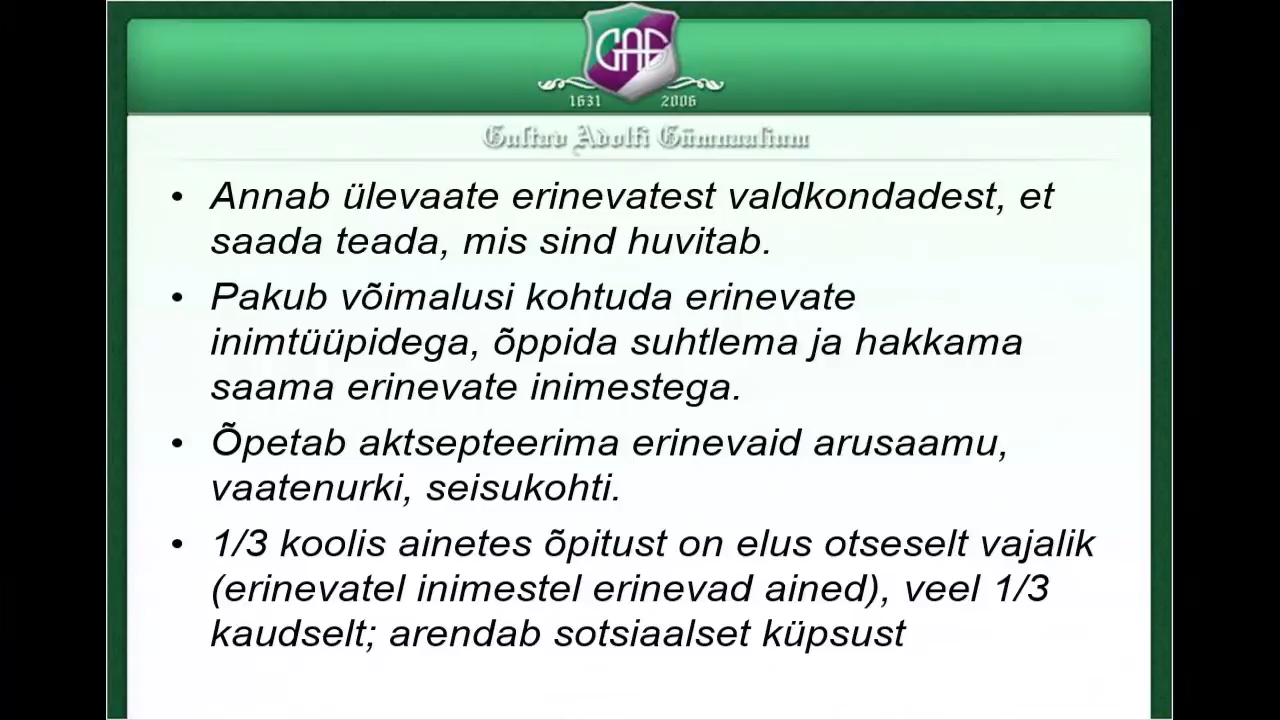 GAG
1631 2006
Gustav Adolfi Gümnaasium
• Annab ülevaate erinevatest valdkondadest, et
saada teada, mis sind huvitab.
• Pakub võimalusi kohtuda erinevate
inimtüüpidega, õppida suhtlema ja hakkama
saama erinevate inimestega.
• Õpetab aktsepteerima erinevaid arusaamu,
vaatenurki, seisukohti.
• 1/3 koolis ainetes õpitust on elus otseselt vajalik
(erinevatel inimestel erinevad ained), veel 1/3
kaudselt; arendab sotsiaalset küpsust